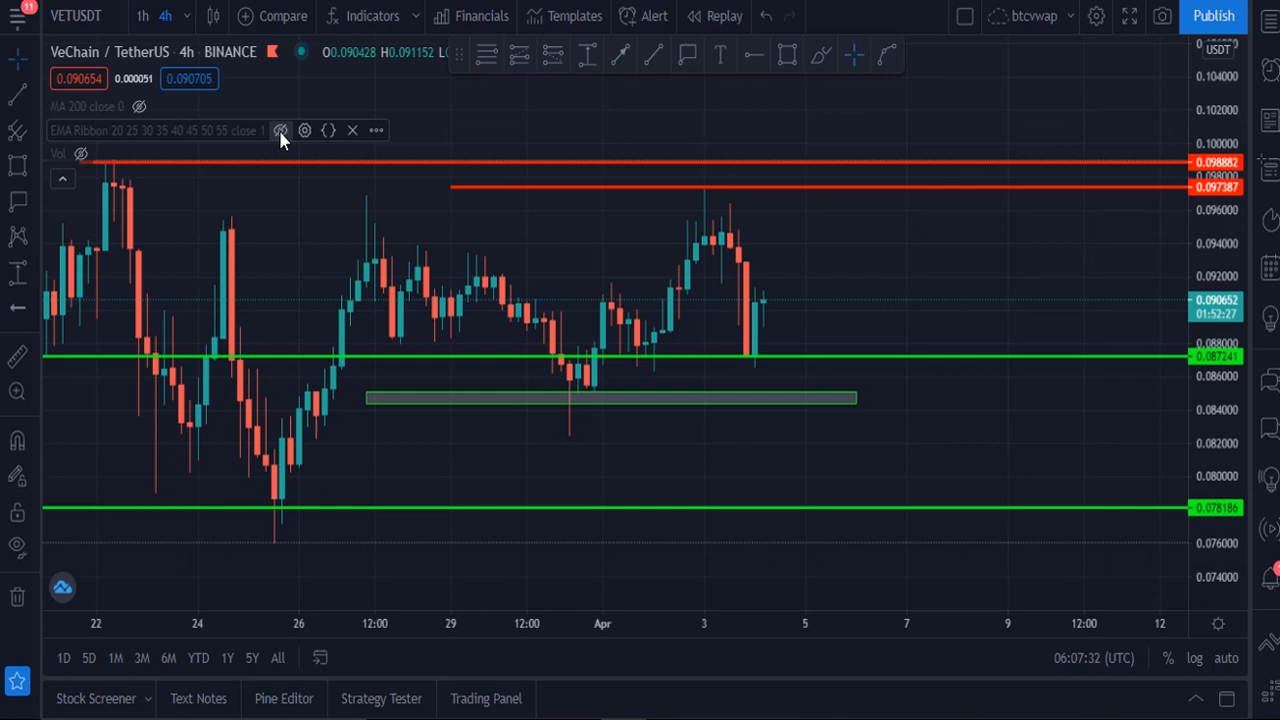 11
VETUSDT
1h 4h
Compare
Indicators
Financials
Templates
Alert
Replay
btcvwap
Publish
VeChain / TetherUS · 4h · BINANCE
O0.090428 H0.091152
0.090654 0.000051 0.090705
MA 200 close 0
EMA Ribbon 20 25 30 35 40 45 50 55 close 1
Vol
USDT
0.104000
0.102000
0.100000
0.098882
0.098000
0.097387
0.096000
0.094000
0.092000
0.090652
01:52:27
0.088000
0.087241
0.086000
0.084000
0.082000
0.080000
0.078186
0.076000
0.074000
22 24 26 12:00 29 12:00 Apr 3 5 7 9 12:00 12
1D 5D 1M 3M 6M YTD 1Y 5Y All
06:07:32 (UTC) % log auto
Stock Screener Text Notes Pine Editor Strategy Tester Trading Panel